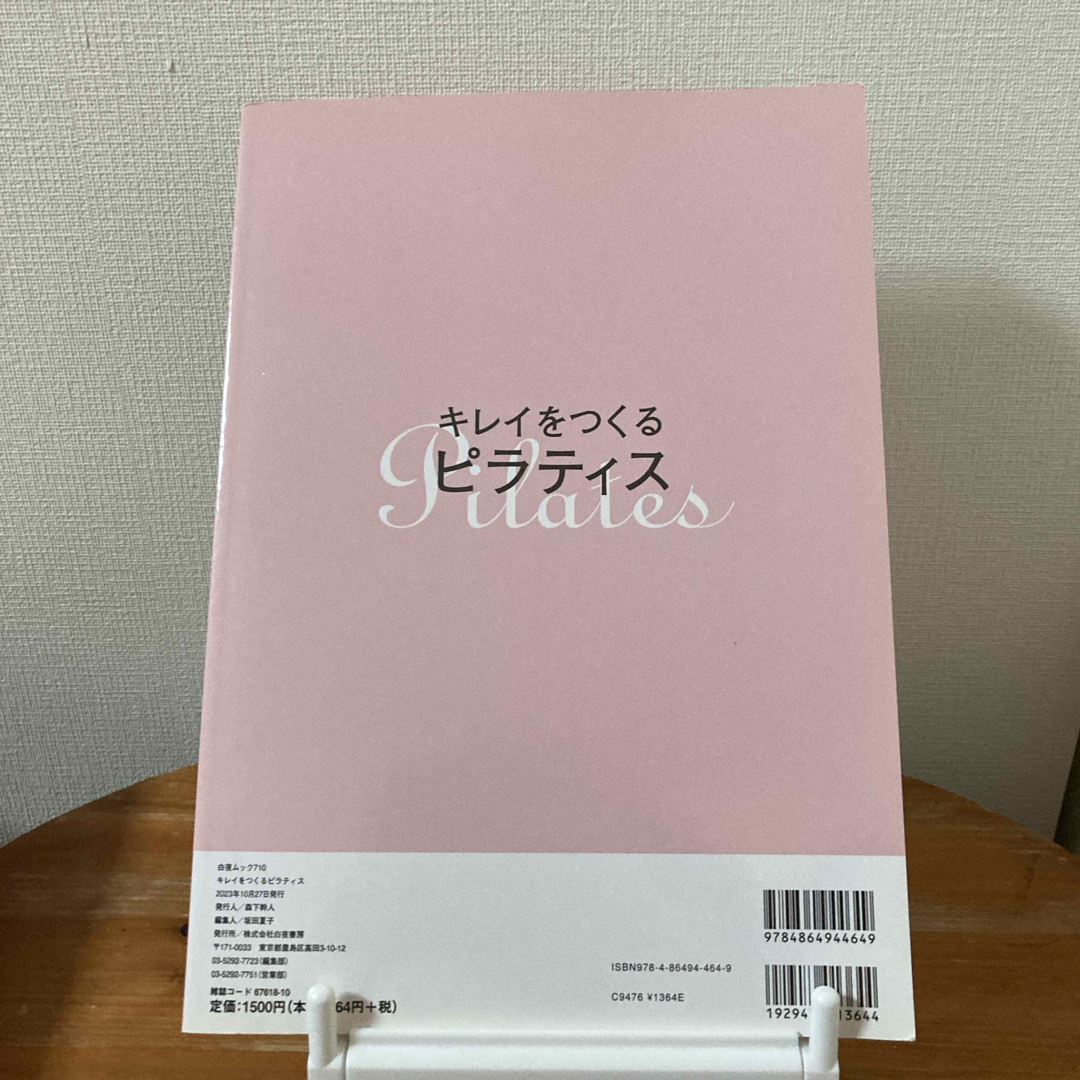 キレイをつくる
ピラティス
Pilates
白夜ムック710
キレイをつくるピラティス
2023年10月27日発行
発行人／森下幹人
編集人／坂田夏子
発行所／株式会社白夜書房
〒171-0033 東京都豊島区高田3-10-12
03-5292-7723(編集部)
03-5292-7751(営業部)
雑誌コード 67618-10
定価:1500円(本 64円+税)
9784864944649
ISBN978-4-86494-464-9
C9476 ¥1364E
19294 13644